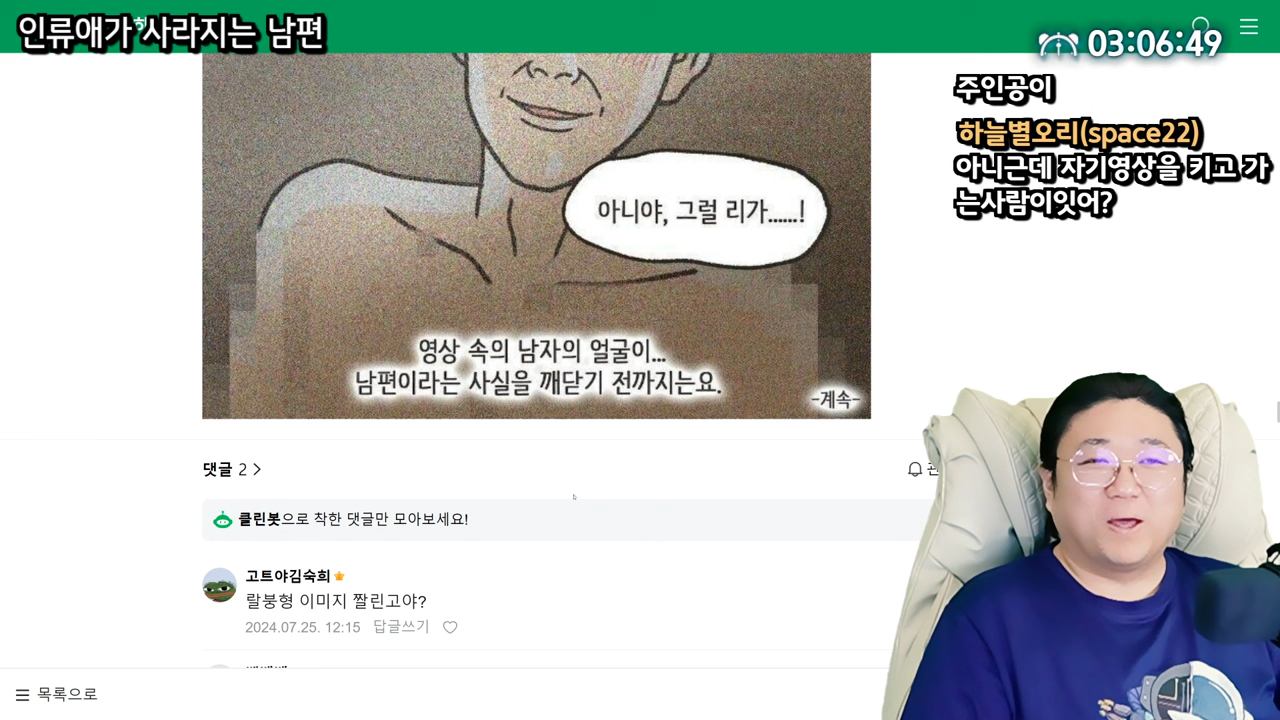 인류애가 사라지는 남편
03:06:49
주인공이
하늘별오리(space22)
아니근데 자기영상을 키고 가
는사람이잇어?
아니야, 그럴 리가......!
영상 속의 남자의 얼굴이...
남편이라는 사실을 깨닫기 전까지는요.
-계속-
댓글 2
클린봇으로 착한 댓글만 모아보세요!
고트야김숙희
랄붕형 이미지 짤린고야?
2024.07.25. 12:15 답글쓰기
목록으로